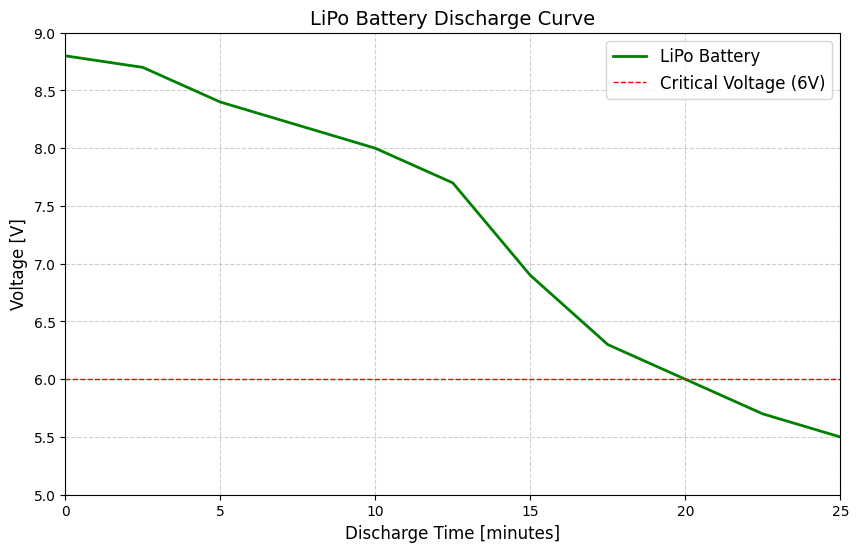 LiPo Battery Discharge Curve
LiPo Battery
Critical Voltage (6V)
9.0
8.5
8.0
7.5
7.0
6.5
6.0
5.5
5.0
Voltage [V]
0 5 10 15 20 25
Discharge Time [minutes]